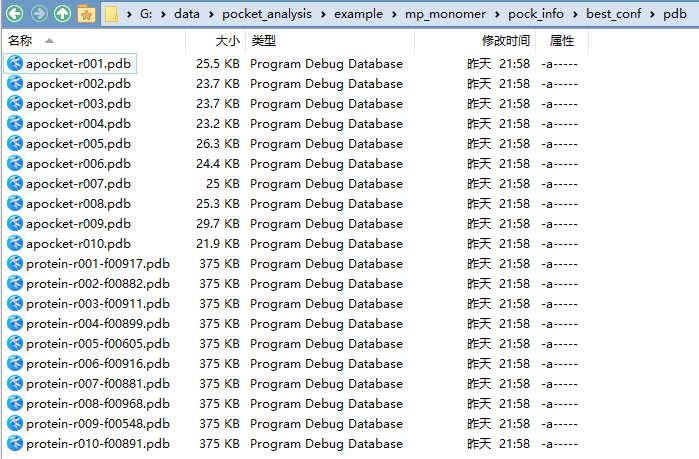 G: › data › pocket_analysis › example › mp_monomer › pock_info › best_conf › pdb
名称 大小 类型 修改时间 属性
apocket-r001.pdb 25.5 KB Program Debug Database 昨天 21:58 -a-----
apocket-r002.pdb 23.7 KB Program Debug Database 昨天 21:58 -a-----
apocket-r003.pdb 23.7 KB Program Debug Database 昨天 21:58 -a-----
apocket-r004.pdb 23.2 KB Program Debug Database 昨天 21:58 -a-----
apocket-r005.pdb 26.3 KB Program Debug Database 昨天 21:58 -a-----
apocket-r006.pdb 24.4 KB Program Debug Database 昨天 21:58 -a-----
apocket-r007.pdb 25 KB Program Debug Database 昨天 21:58 -a-----
apocket-r008.pdb 25.3 KB Program Debug Database 昨天 21:58 -a-----
apocket-r009.pdb 29.7 KB Program Debug Database 昨天 21:58 -a-----
apocket-r010.pdb 21.9 KB Program Debug Database 昨天 21:58 -a-----
protein-r001-f00917.pdb 375 KB Program Debug Database 昨天 21:58 -a-----
protein-r002-f00882.pdb 375 KB Program Debug Database 昨天 21:58 -a-----
protein-r003-f00911.pdb 375 KB Program Debug Database 昨天 21:58 -a-----
protein-r004-f00899.pdb 375 KB Program Debug Database 昨天 21:58 -a-----
protein-r005-f00605.pdb 375 KB Program Debug Database 昨天 21:58 -a-----
protein-r006-f00916.pdb 375 KB Program Debug Database 昨天 21:58 -a-----
protein-r007-f00881.pdb 375 KB Program Debug Database 昨天 21:58 -a-----
protein-r008-f00968.pdb 375 KB Program Debug Database 昨天 21:58 -a-----
protein-r009-f00548.pdb 375 KB Program Debug Database 昨天 21:58 -a-----
protein-r010-f00891.pdb 375 KB Program Debug Database 昨天 21:58 -a-----